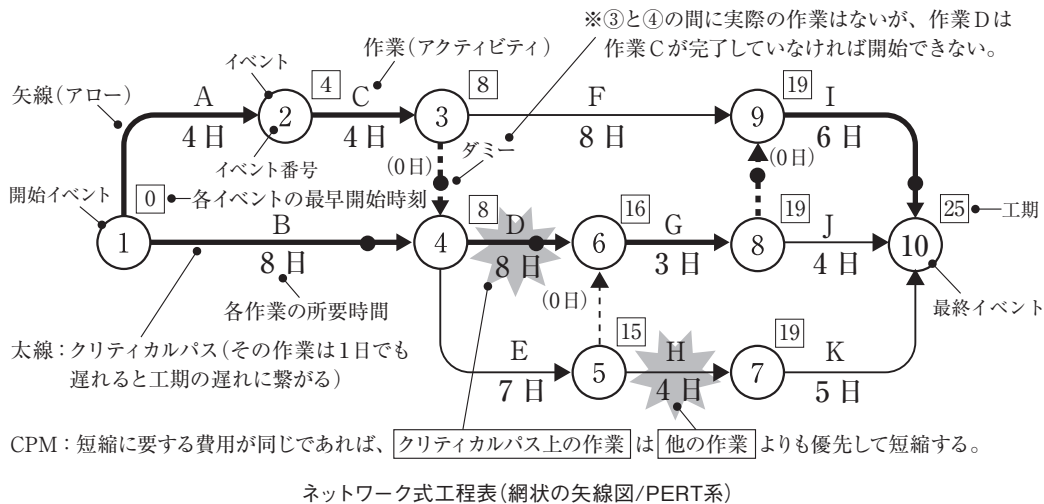 ※③と④の間に実際の作業はないが、作業Dは
作業Cが完了していなければ開始できない。
イベント
作業（アクティビティ）
矢線（アロー）
A
4日
2
4
C
4日
3
8
F
8日
9
19
I
6日
イベント番号
(0日)
ダミー
(0日)
開始イベント
0
各イベントの最早開始時刻
1
B
8日
4
8
D
8日
6
16
G
3日
8
19
J
4日
10
25
工期
各作業の所要時間
(0日)
最終イベント
太線：クリティカルパス（その作業は1日でも
遅れると工期の遅れに繋がる）
E
7日
5
15
H
4日
7
19
K
5日
CPM：短縮に要する費用が同じであれば、クリティカルパス上の作業は他の作業よりも優先して短縮する。
ネットワーク式工程表（網状の矢線図/PERT系）